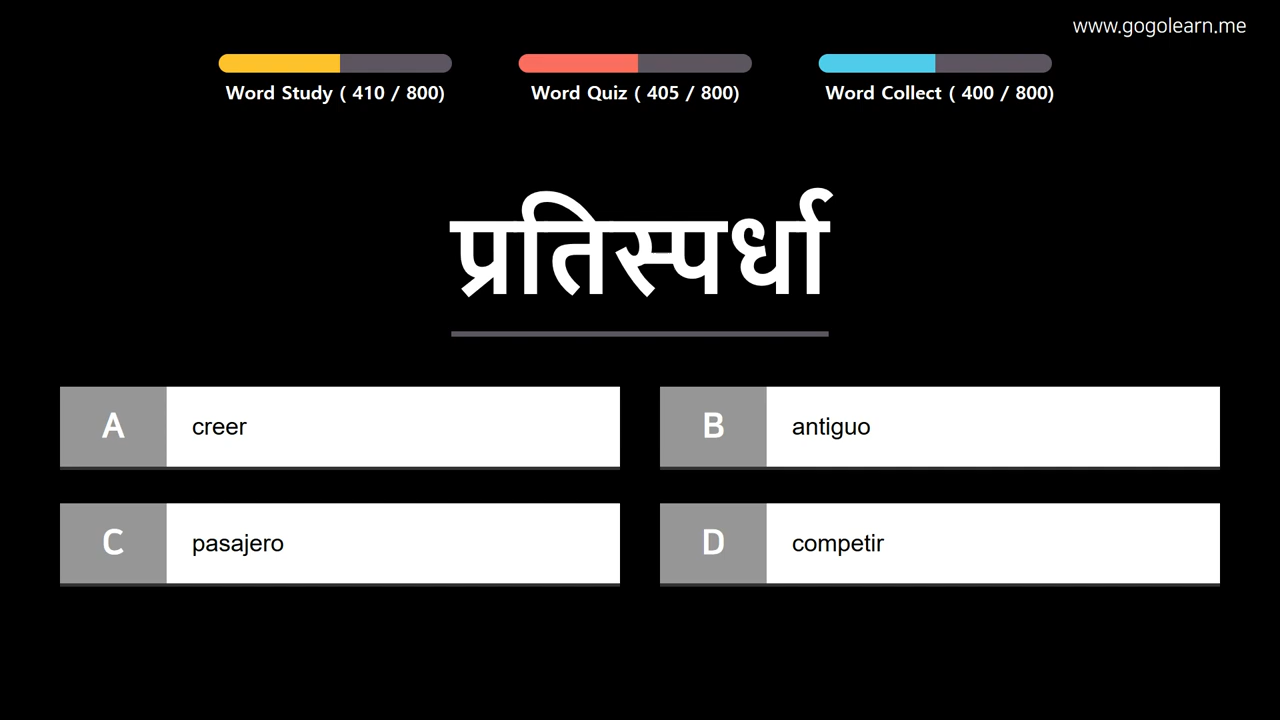 www.gogolearn.me
Word Study ( 410 / 800)
Word Quiz ( 405 / 800)
Word Collect ( 400 / 800)
प्रतिस्पर्धा
A creer
B antiguo
C pasajero
D competir